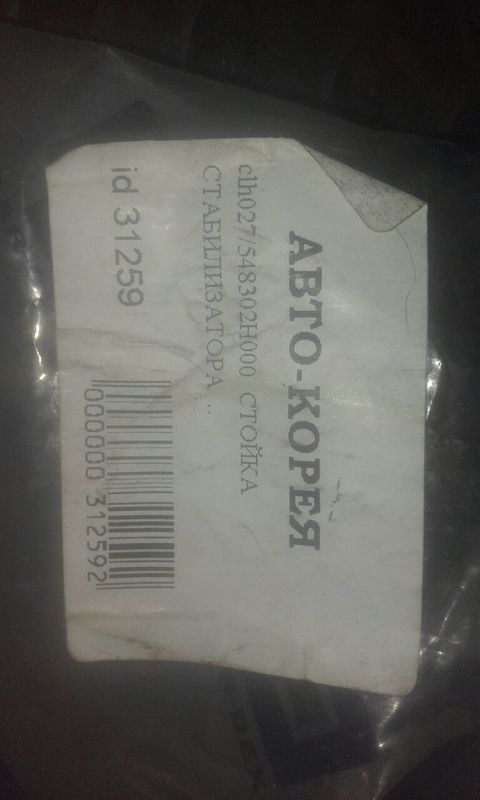 АВТО-КОРЕЯ
clh027/548302H000 СТОЙКА
СТАБИЛИЗАТОРА ..
id 31259
000000 312592